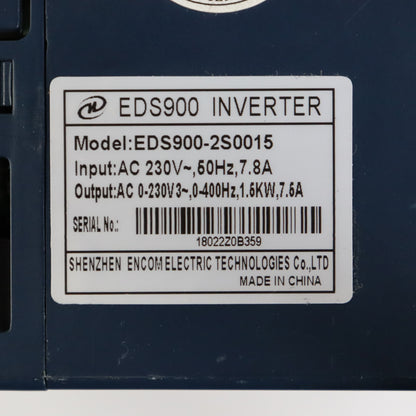 EDS900 INVERTER
Model:EDS900-2S0015
Input:AC 230V~,50Hz,7.8A
Output:AC 0-230V3~,0-400Hz,1.5KW,7.5A
SERIAL No.:
18022Z0B359
SHENZHEN ENCOM ELECTRIC TECHNOLOGIES Co.,LTD
MADE IN CHINA